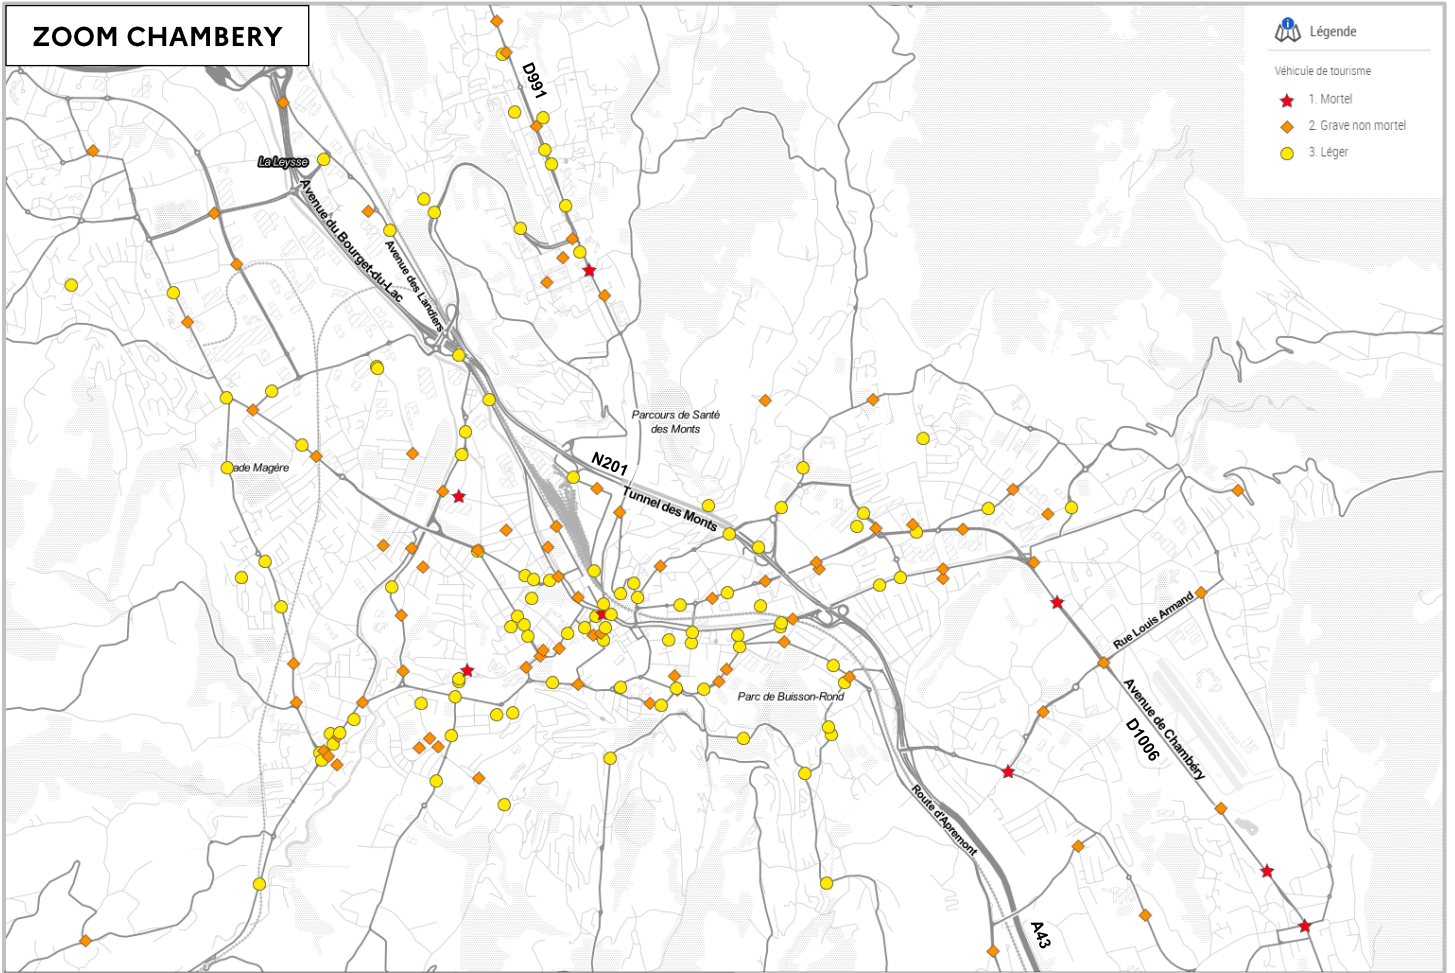 ZOOM CHAMBERY
Légende
Véhicule de tourisme
1. Mortel
2. Grave non mortel
3. Léger
D991
La Leysse
Avenue du Bourget-du-Lac
Avenue des Landiers
Parcours de Santé
des Monts
N201
Tunnel des Monts
ade Magère
Rue Louis Armand
Parc de Buisson-Rond
Avenue de Chambéry
D1006
Route d'Apremont
A43